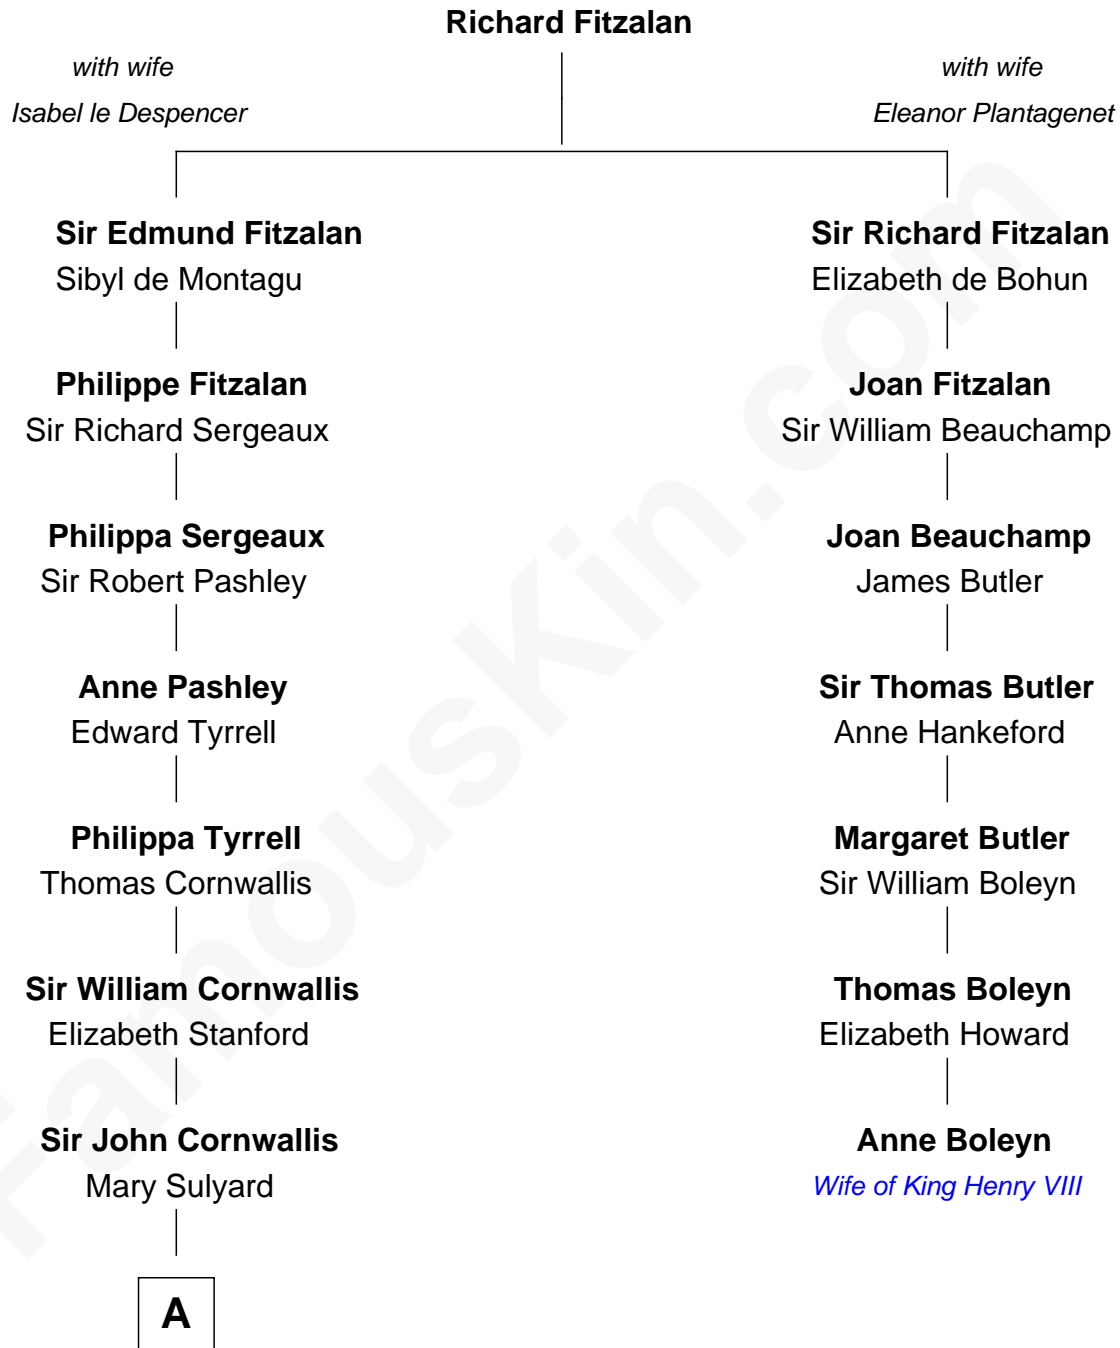 Richard Fitzalan
with wife
Isabel le Despencer
with wife
Eleanor Plantagenet
Sir Edmund Fitzalan
Sibyl de Montagu
Philippe Fitzalan
Sir Richard Sergeaux
Philippa Sergeaux
Sir Robert Pashley
Anne Pashley
Edward Tyrrell
Philippa Tyrrell
Thomas Cornwallis
Sir William Cornwallis
Elizabeth Stanford
Sir John Cornwallis
Mary Sulyard
A
Sir Richard Fitzalan
Elizabeth de Bohun
Joan Fitzalan
Sir William Beauchamp
Joan Beauchamp
James Butler
Sir Thomas Butler
Anne Hankeford
Margaret Butler
Sir William Boleyn
Thomas Boleyn
Elizabeth Howard
Anne Boleyn
Wife of King Henry VIII
FamousKin.com